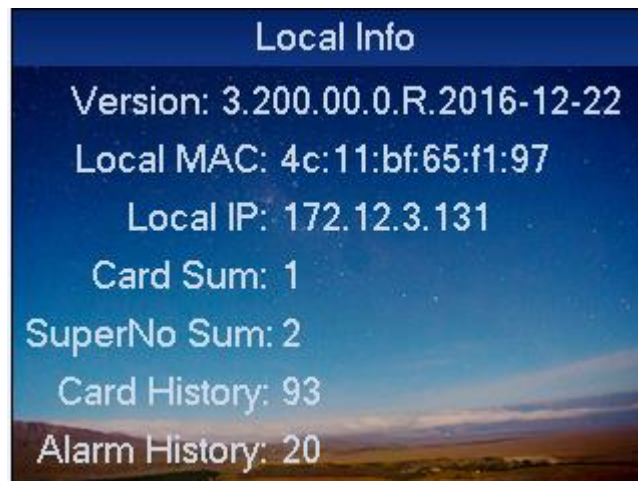 Local Info
Version: 3.200.00.0.R.2016-12-22
Local MAC: 4c:11:bf:65:f1:97
Local IP: 172.12.3.131
Card Sum: 1
SuperNo Sum: 2
Card History: 93
Alarm History: 20